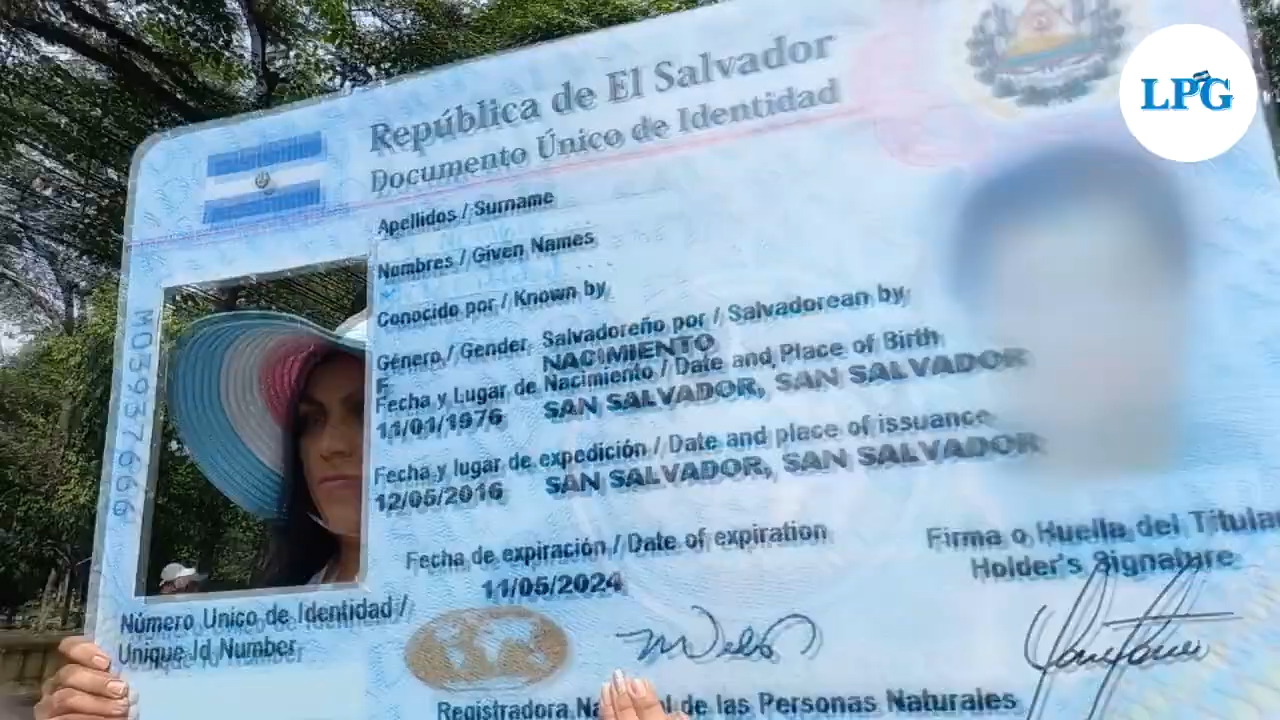 LPG
República de El Salvador
Documento Único de Identidad
Apellidos / Surname
Nombres / Given Names
Conocido por / Known by
Género / Gender
F
Salvadoreño por / Salvadorean by
NACIMIENTO
Fecha y Lugar de Nacimiento / Date and Place of Birth
11/01/1976 SAN SALVADOR, SAN SALVADOR
Fecha y lugar de expedición / Date and place of issuance
12/05/2016 SAN SALVADOR, SAN SALVADOR
Fecha de expiración / Date of expiration
11/05/2024
Firma o Huella del Titular
Holder's Signature
Número Unico de Identidad /
Unique Id Number
M03937666G
Registradora Na l de las Personas Naturales